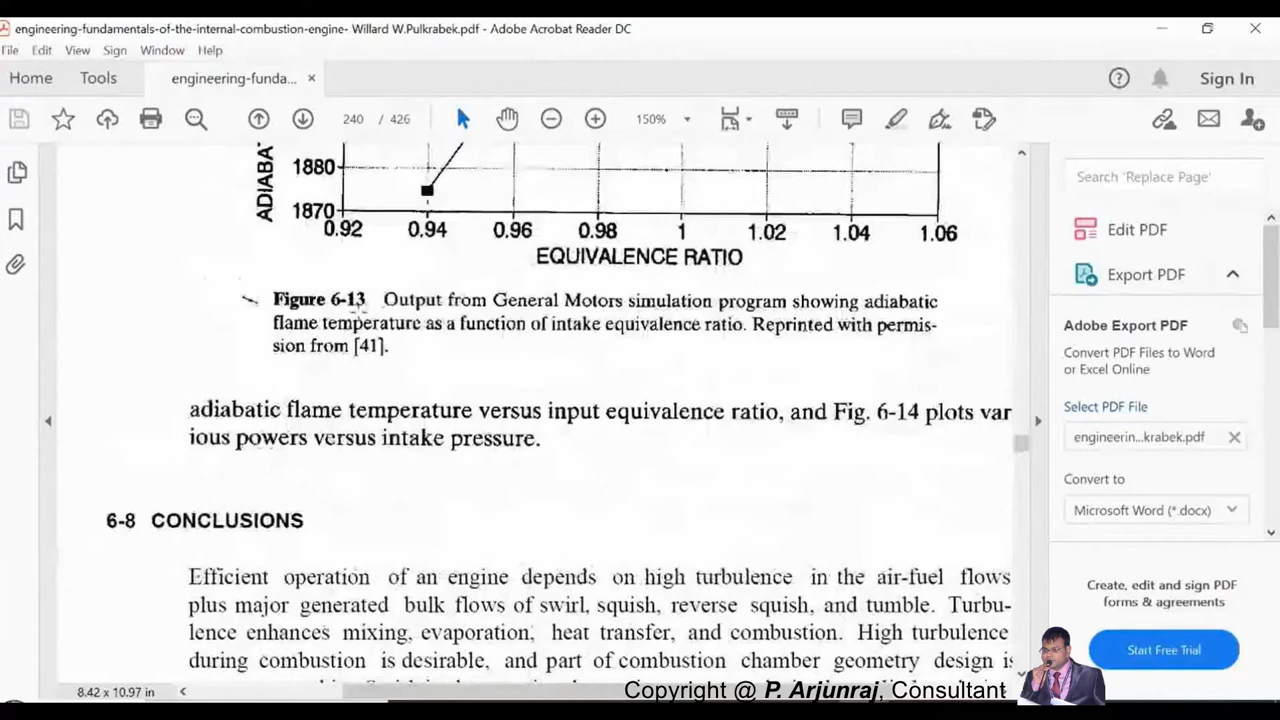 engineering-fundamentals-of-the-internal-combustion-engine- Willard W.Pulkrabek.pdf - Adobe Acrobat Reader DC
File Edit View Sign Window Help
Home Tools engineering-funda... × Sign In
240 / 426 150%
Search 'Replace Page'
Edit PDF
Export PDF
Adobe Export PDF
Convert PDF Files to Word
or Excel Online
Select PDF File
engineerin...krabek.pdf
Convert to
Microsoft Word (*.docx)
Create, edit and sign PDF
forms & agreements
Start Free Trial
ADIABA
1880
1870
0.92 0.94 0.96 0.98 1 1.02 1.04 1.06
EQUIVALENCE RATIO
Figure 6-13 Output from General Motors simulation program showing adiabatic
flame temperature as a function of intake equivalence ratio. Reprinted with permis-
sion from [41].
adiabatic flame temperature versus input equivalence ratio, and Fig. 6-14 plots var
ious powers versus intake pressure.
6-8 CONCLUSIONS
Efficient operation of an engine depends on high turbulence in the air-fuel flows
plus major generated bulk flows of swirl, squish, reverse squish, and tumble. Turbu-
lence enhances mixing, evaporation, heat transfer, and combustion. High turbulence
during combustion is desirable, and part of combustion chamber geometry design is
8.42 x 10.97 in
Copyright @ P. Arjunraj, Consultant